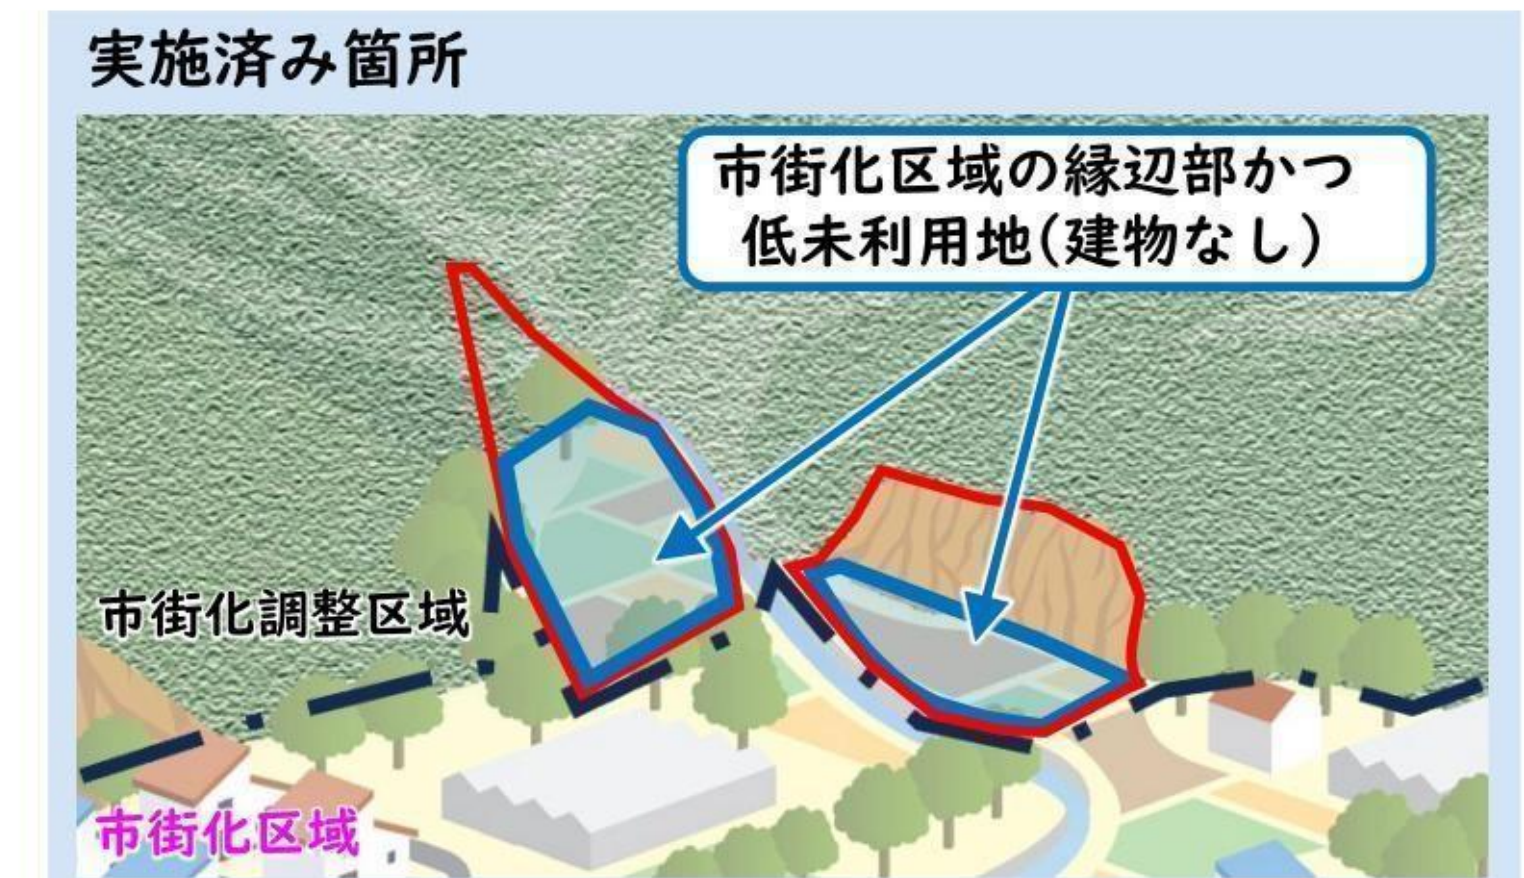 実施済み箇所
市街化区域の縁辺部かつ
低未利用地(建物なし)
市街化調整区域
市街化区域